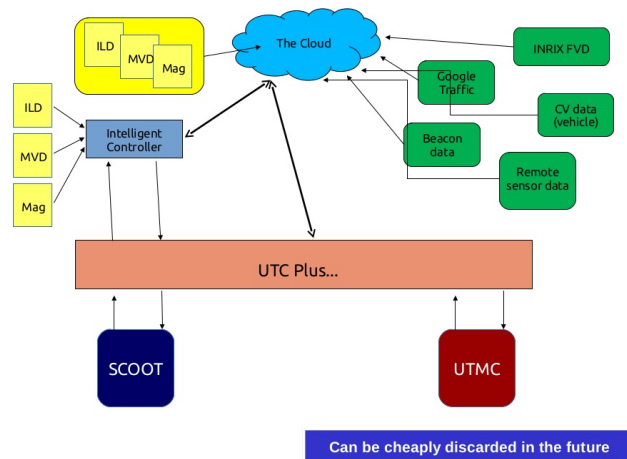 ILD
MVD
Mag
The Cloud
INRIX FVD
Google
Traffic
CV data
(vehicle)
ILD
MVD
Mag
Intelligent
Controller
Beacon
data
Remote
sensor data
UTC Plus...
SCOOT
UTMC
Can be cheaply discarded in the future